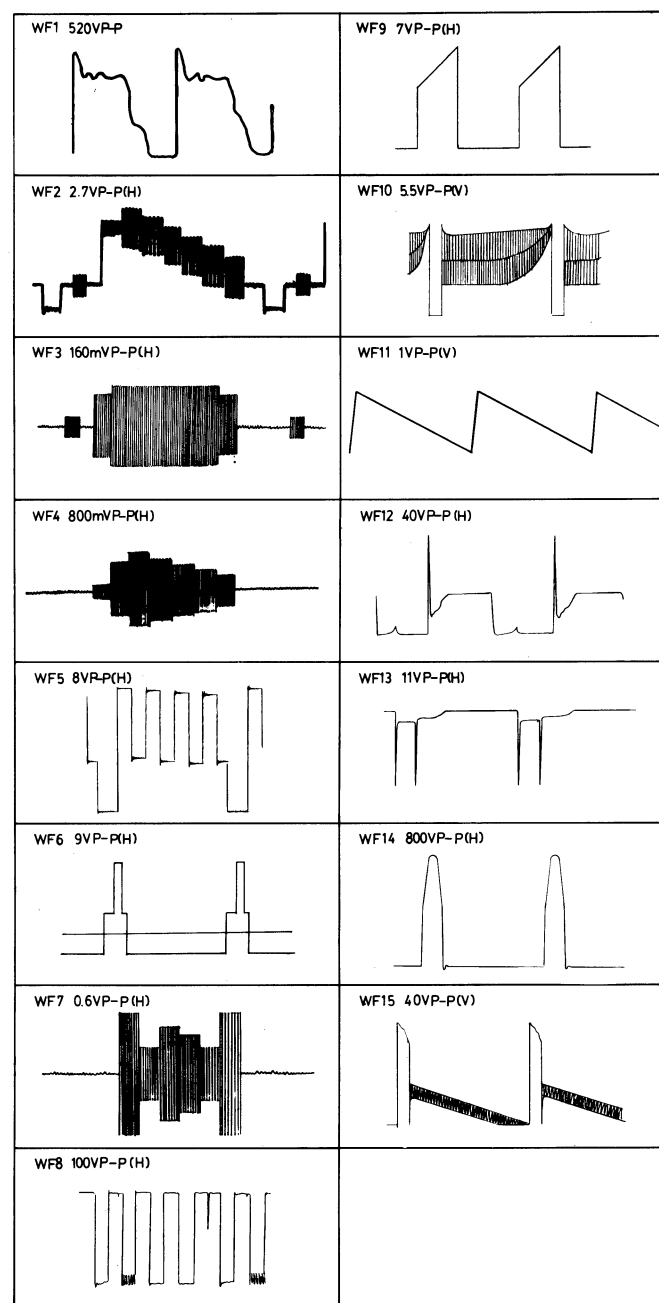 WF1 520VP-P
WF2 2.7VP-P(H)
WF3 160mVP-P(H)
WF4 800mVP-P(H)
WF5 8VP-P(H)
WF6 9VP-P(H)
WF7 0.6VP-P(H)
WF8 100VP-P(H)
WF9 7VP-P(H)
WF10 5.5VP-P(V)
WF11 1VP-P(V)
WF12 40VP-P(H)
WF13 11VP-P(H)
WF14 800VP-P(H)
WF15 40VP-P(V)